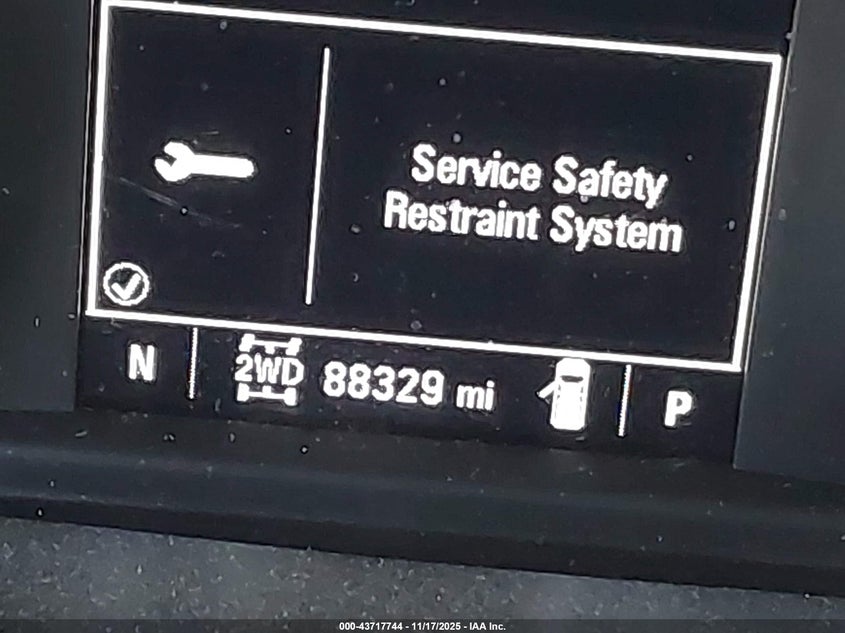 Service Safety
Restraint System
N 2WD 88329 mi P
000-43717744 - 11/17/2025 - IAA Inc.